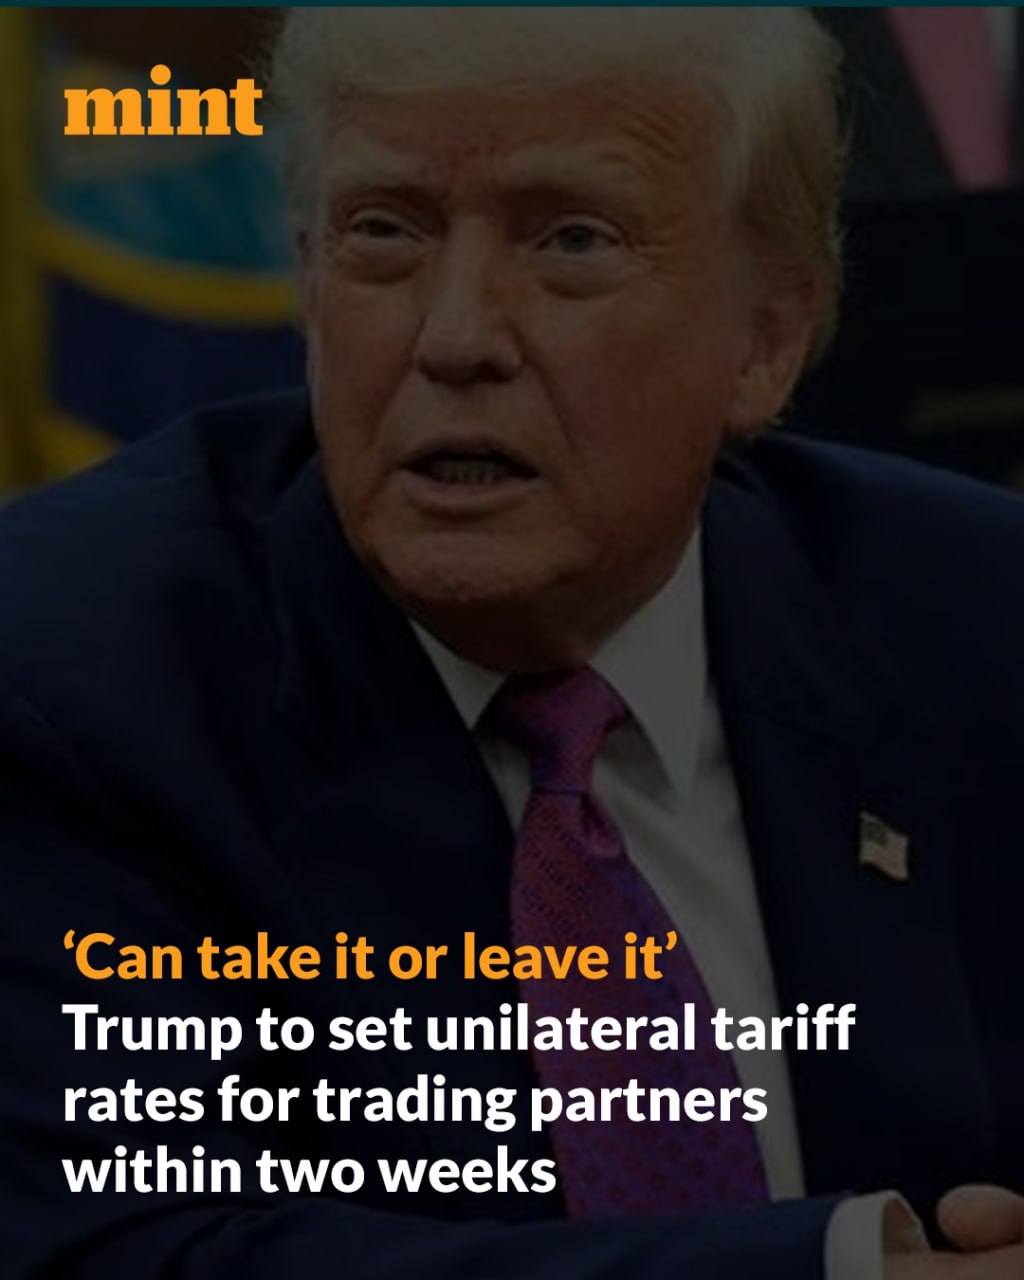 mint
‘Can take it or leave it’
Trump to set unilateral tariff
rates for trading partners
within two weeks